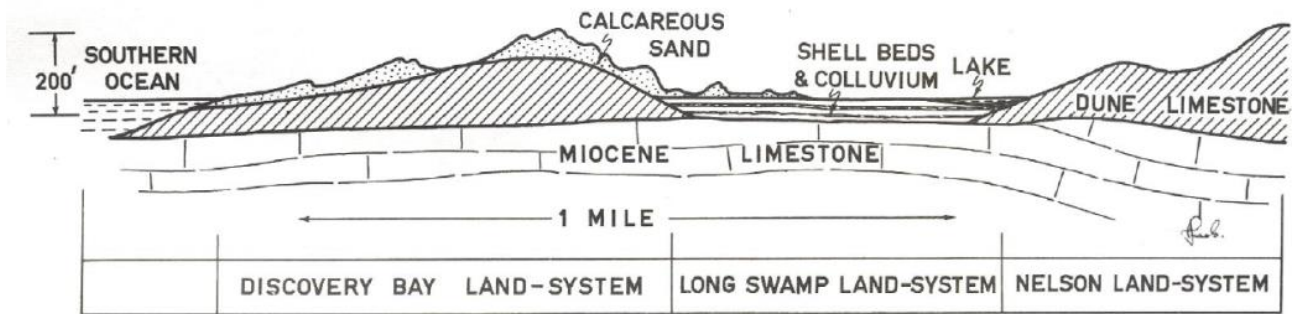 SOUTHERN
OCEAN
200'
CALCAREOUS
SAND
SHELL BEDS
& COLLUVIUM
LAKE
DUNE LIMESTONE
MIOCENE LIMESTONE
1 MILE
DISCOVERY BAY LAND-SYSTEM
LONG SWAMP LAND-SYSTEM
NELSON LAND-SYSTEM